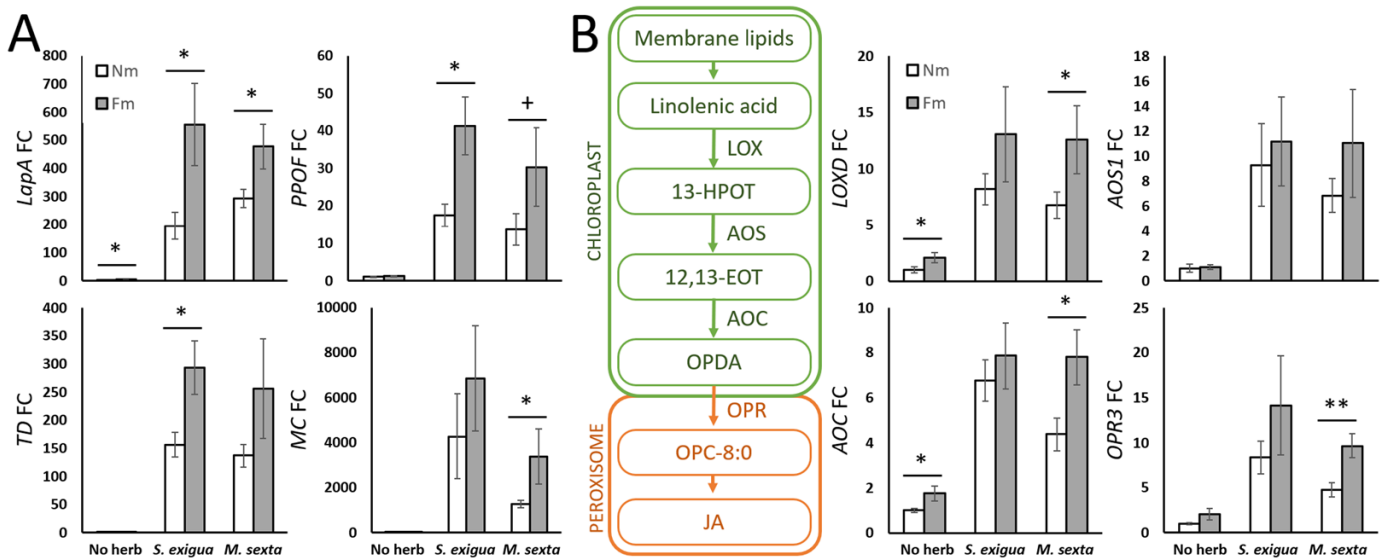 A
LapA FC
800
700
600
500
400
300
200
100
0
Nm
Fm
*
*
*
PPOF FC
60
50
40
30
20
10
0
*
+
TD FC
400
350
300
250
200
150
100
50
0
*
No herb S. exigua M. sexta
MC FC
10000
8000
6000
4000
2000
0
*
No herb S. exigua M. sexta
B
CHLOROPLAST
Membrane lipids
Linolenic acid
LOX
13-HPOT
AOS
12,13-EOT
AOC
OPDA
OPR
PEROXISOME
OPC-8:0
JA
LOXD FC
20
15
10
5
0
Nm
Fm
*
*
AOS1 FC
18
16
14
12
10
8
6
4
2
0
AOC FC
10
8
6
4
2
0
*
*
No herb S. exigua M. sexta
OPR3 FC
25
20
15
10
5
0
**
No herb S. exigua M. sexta